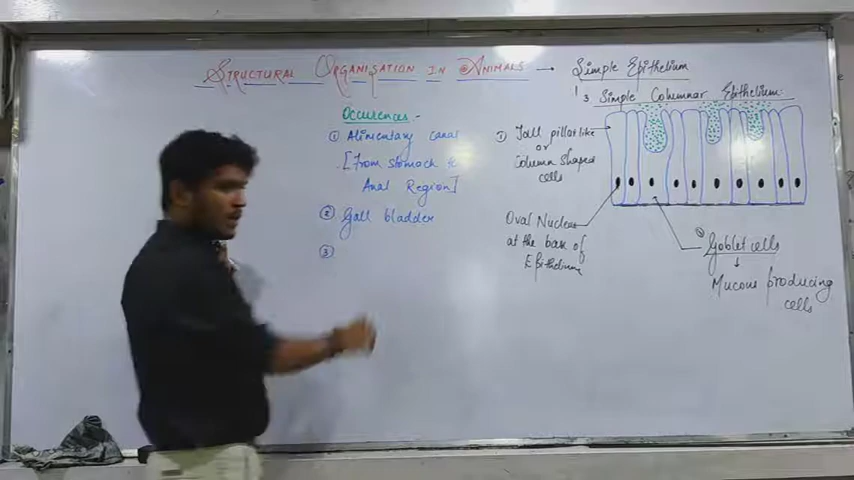 STRUCTURAL ORGANISATION IN ANIMALS → Simple Epithelium
3 Simple Columnar Epithelium
Occurences :-
① Alimentary canal
[From stomach to
Anal Region]
② Gall bladder
③
① Tall pillar like
or
Column shaped
cells
Oval Nucleus
at the base of
Epithelium
② Goblet cells
↓
Mucous producing
cells